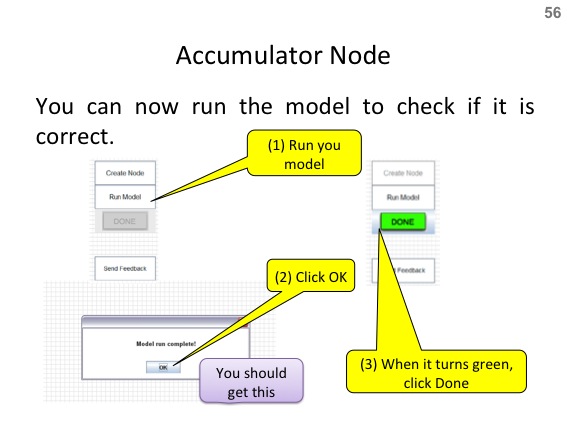 56
Accumulator Node
You can now run the model to check if it is
correct.
(1) Run you
model
Create Node
Run Model
DONE
Send Feedback
Create Node
Run Model
DONE
Feedback
(2) Click OK
Model run complete!
OK
You should
get this
(3) When it turns green,
click Done